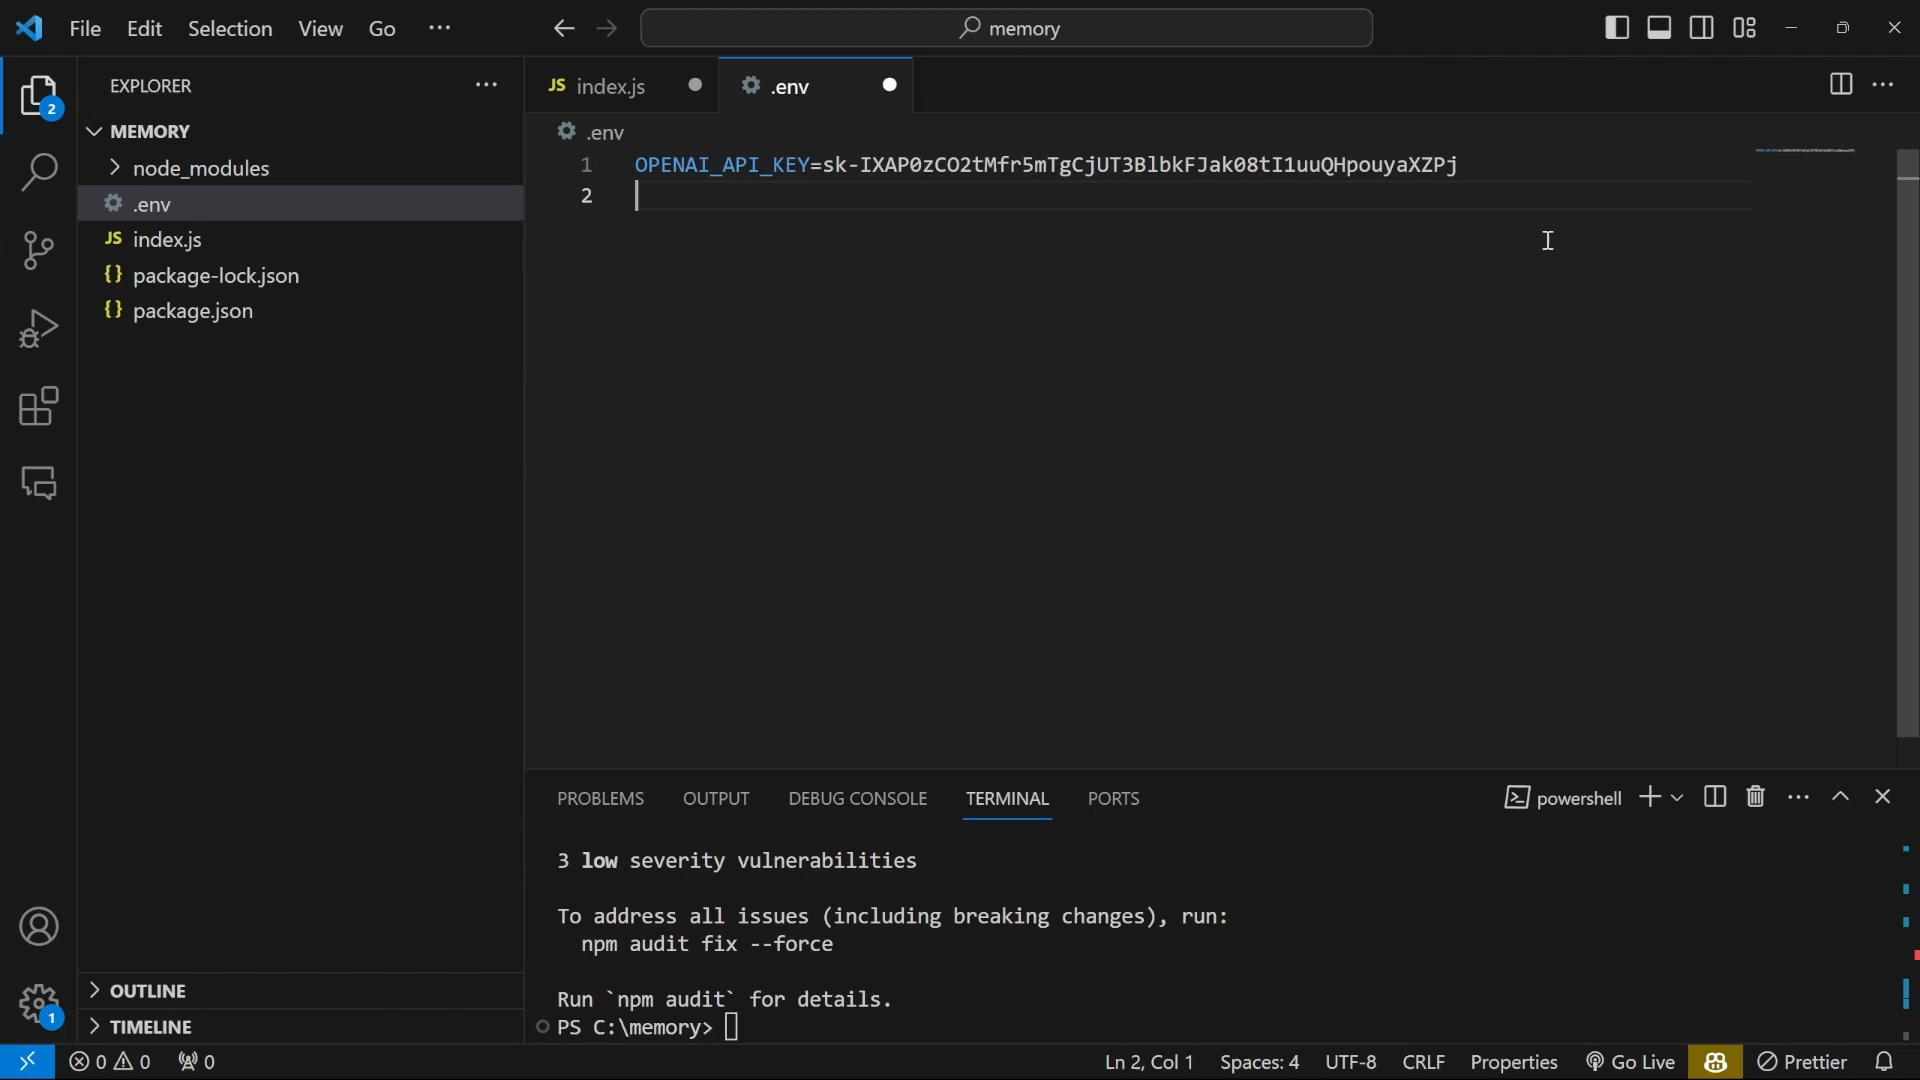 File Edit Selection View Go ···
memory
EXPLORER ···
MEMORY
node_modules
.env
JS index.js
{} package-lock.json
{} package.json
OUTLINE
TIMELINE
2
1
JS index.js
.env
.env
1 OPENAI_API_KEY=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
2
PROBLEMS OUTPUT DEBUG CONSOLE TERMINAL PORTS
powershell
3 low severity vulnerabilities
To address all issues (including breaking changes), run:
npm audit fix --force
Run `npm audit` for details.
PS C:\memory>
0 0 0
Ln 2, Col 1 Spaces: 4 UTF-8 CRLF Properties Go Live Prettier